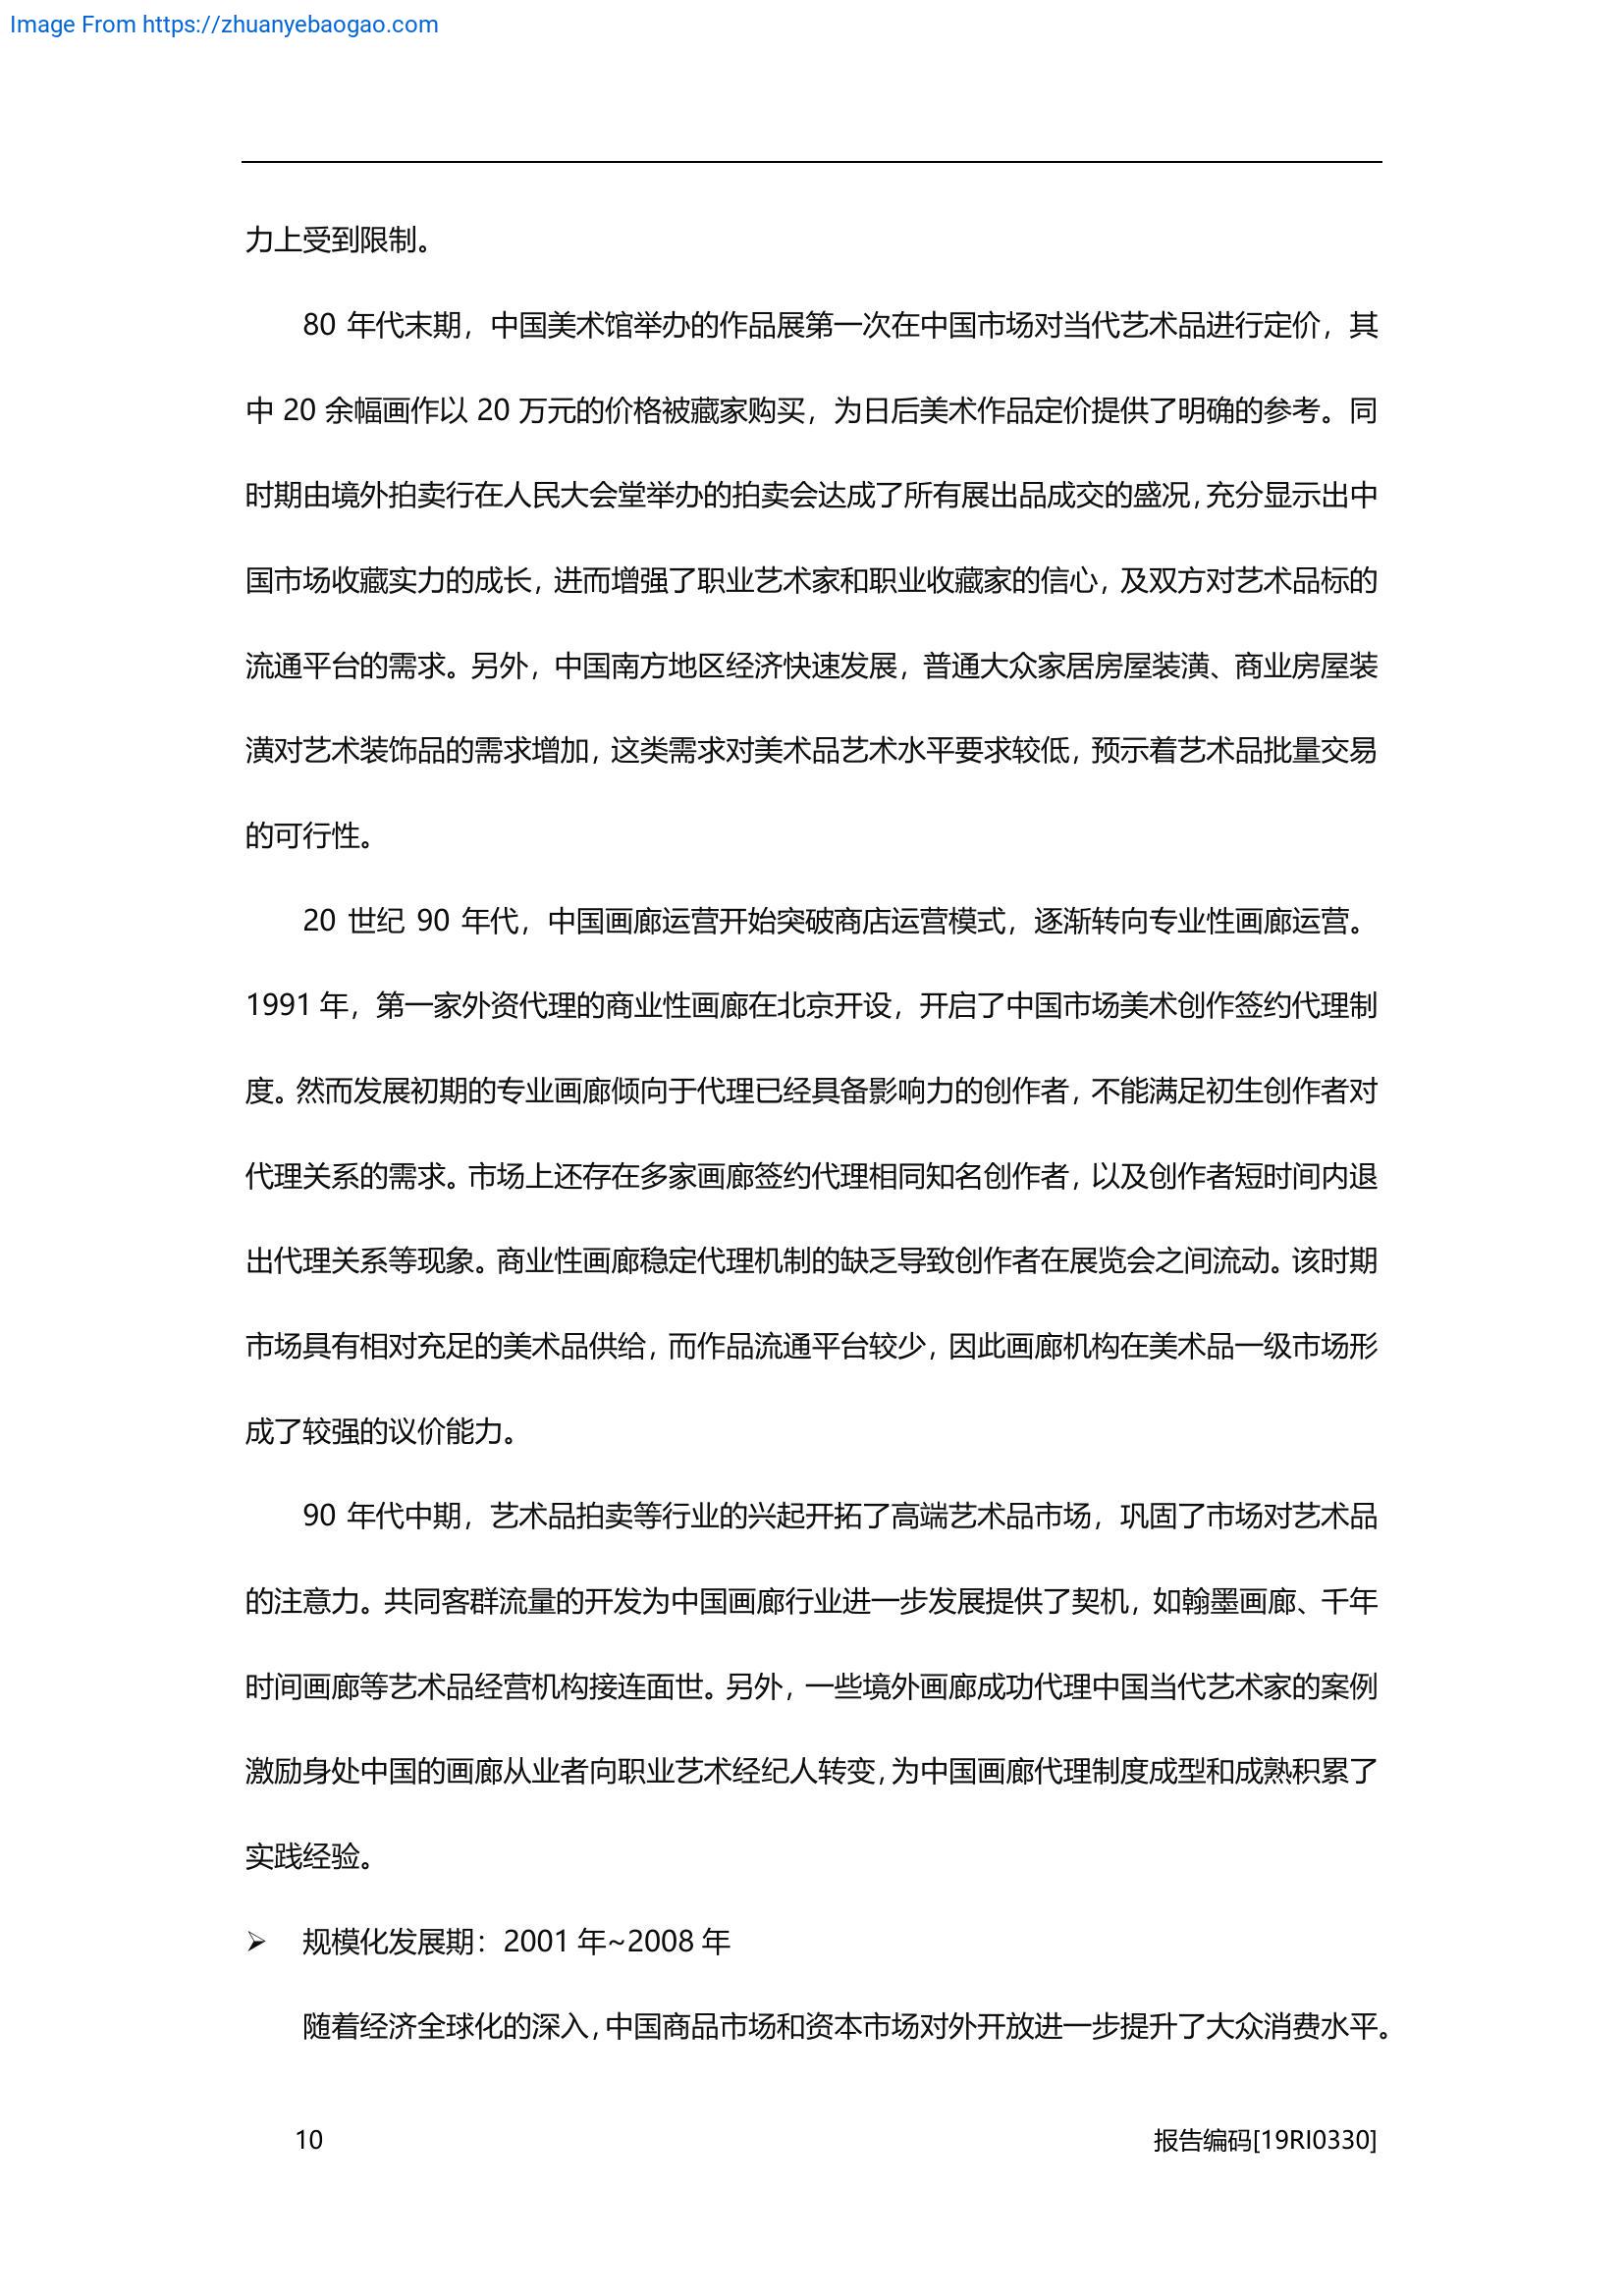 Image From https://zhuanyebaogao.com
力上受到限制。
80 年代末期，中国美术馆举办的作品展第一次在中国市场对当代艺术品进行定价，其
中 20 余幅画作以 20 万元的价格被藏家购买，为日后美术作品定价提供了明确的参考。同
时期由境外拍卖行在人民大会堂举办的拍卖会达成了所有展出品成交的盛况，充分显示出中
国市场收藏实力的成长，进而增强了职业艺术家和职业收藏家的信心，及双方对艺术品标的
流通平台的需求。另外，中国南方地区经济快速发展，普通大众家居房屋装潢、商业房屋装
潢对艺术装饰品的需求增加，这类需求对美术品艺术水平要求较低，预示着艺术品批量交易
的可行性。
20 世纪 90 年代，中国画廊运营开始突破商店运营模式，逐渐转向专业性画廊运营。
1991 年，第一家外资代理的商业性画廊在北京开设，开启了中国市场美术创作签约代理制
度。然而发展初期的专业画廊倾向于代理已经具备影响力的创作者，不能满足初生创作者对
代理关系的需求。市场上还存在多家画廊签约代理相同知名创作者，以及创作者短时间内退
出代理关系等现象。商业性画廊稳定代理机制的缺乏导致创作者在展览会之间流动。该时期
市场具有相对充足的美术品供给，而作品流通平台较少，因此画廊机构在美术品一级市场形
成了较强的议价能力。
90 年代中期，艺术品拍卖等行业的兴起开拓了高端艺术品市场，巩固了市场对艺术品
的注意力。共同客群流量的开发为中国画廊行业进一步发展提供了契机，如翰墨画廊、千年
时间画廊等艺术品经营机构接连面世。另外，一些境外画廊成功代理中国当代艺术家的案例
激励身处中国的画廊从业者向职业艺术经纪人转变，为中国画廊代理制度成型和成熟积累了
实践经验。
➢ 规模化发展期：2001 年~2008 年
随着经济全球化的深入，中国商品市场和资本市场对外开放进一步提升了大众消费水平。
10 报告编码[19RI0330]